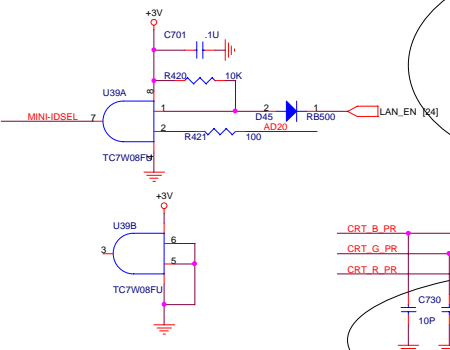 +3V
C701 .1U
R420 10K
U39A
8
1
2 1
MINI-IDSEL 7
D45 RB500
LAN_EN [24]
2
AD20
R421 100
TC7W08FU
4
+3V
U39B
6
3
5
CRT_B_PR
CRT_G_PR
CRT_R_PR
TC7W08FU
C730
10P